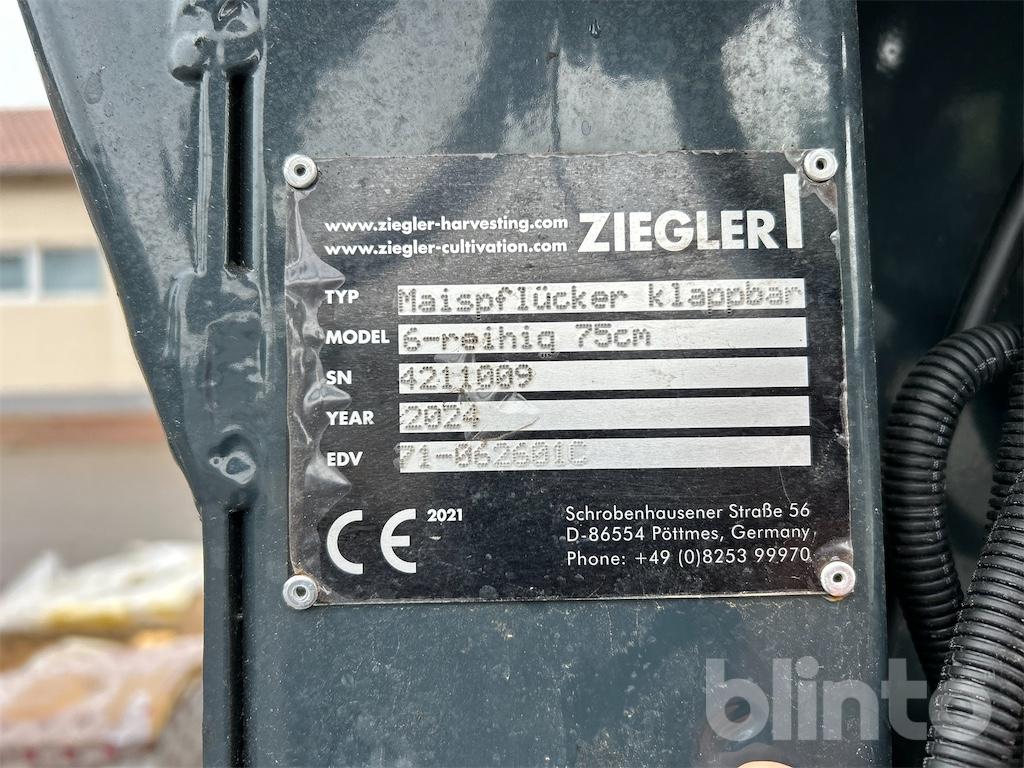 www.ziegler-harvesting.com
www.ziegler-cultivation.com
ZIEGLER
TYP Maispflücker klappbar
MODEL 6-reihig 75cm
SN 4211009
YEAR 2024
EDV 71-062601C
CE 2021
Schrobenhausener Straße 56
D-86554 Pöttmes, Germany
Phone: +49 (0)8253 99970
blinto